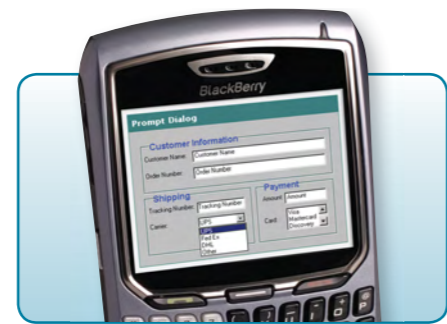 BlackBerry
Prompt Dialog
Customer Information
Customer Name: Customer Name
Order Number: Order Number
Shipping
Tracking Number: Tracking Number
Carrier: UPS
UPS
Fed Ex
DHL
Other
Payment
Amount: Amount
Card: Visa
Mastercard
Discovery